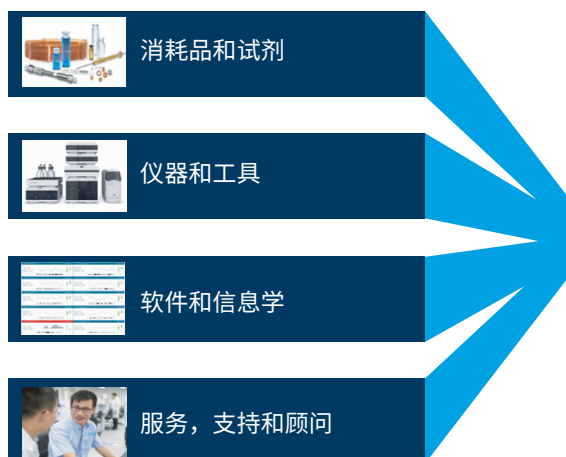 消耗品和试剂
仪器和工具
软件和信息学
服务，支持和顾问